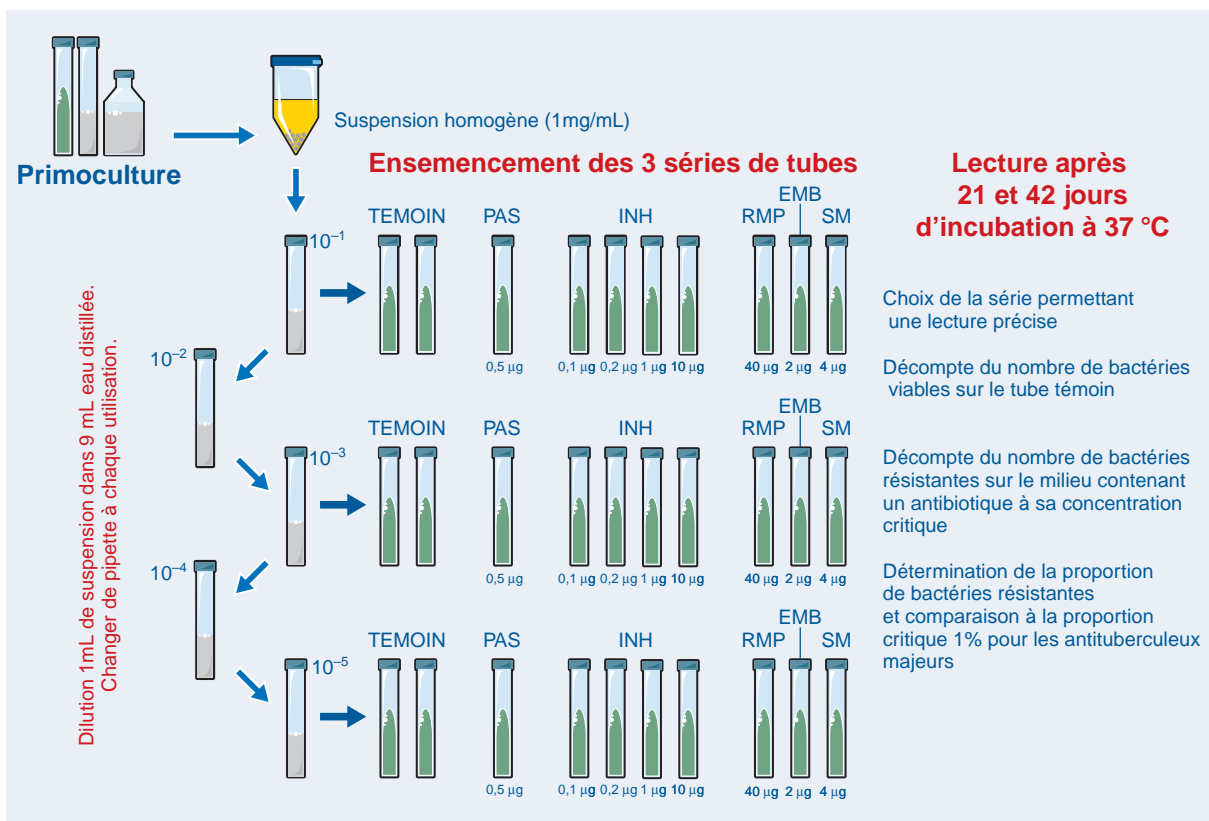 Primoculture
Suspension homogène (1mg/mL)
Ensemencement des 3 séries de tubes
Lecture après
21 et 42 jours
d'incubation à 37 °C
Dilution 1mL de suspension dans 9 mL eau distillée.
Changer de pipette à chaque utilisation.
EMB
TEMOIN PAS INH RMP SM
10–1
0,5 μg 0,1 μg 0,2 μg 1 μg 10 μg 40 μg 2 μg 4 μg
10–2
EMB
TEMOIN PAS INH RMP SM
10–3
0,5 μg 0,1 μg 0,2 μg 1 μg 10 μg 40 μg 2 μg 4 μg
10–4
EMB
TEMOIN PAS INH RMP SM
10–5
0,5 μg 0,1 μg 0,2 μg 1 μg 10 μg 40 μg 2 μg 4 μg
Choix de la série permettant
une lecture précise
Décompte du nombre de bactéries
viables sur le tube témoin
Décompte du nombre de bactéries
résistantes sur le milieu contenant
un antibiotique à sa concentration
critique
Détermination de la proportion
de bactéries résistantes
et comparaison à la proportion
critique 1% pour les antituberculeux
majeurs